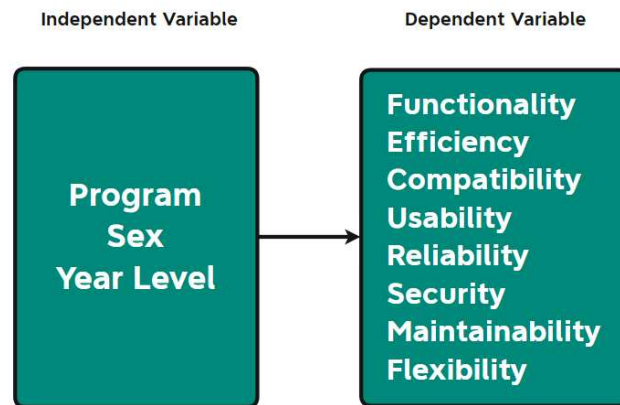 Independent Variable
Dependent Variable
Program
Sex
Year Level
Functionality
Efficiency
Compatibility
Usability
Reliability
Security
Maintainability
Flexibility